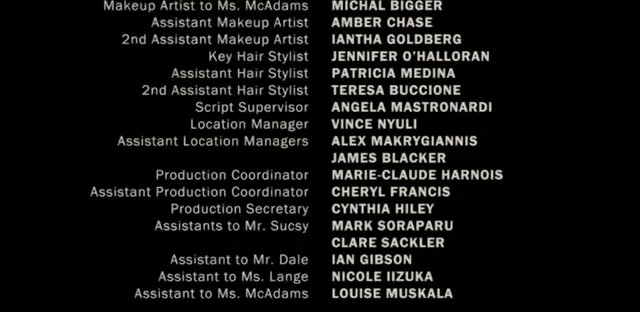 Makeup Artist to Ms. McAdams MICHAL BIGGER
Assistant Makeup Artist AMBER CHASE
2nd Assistant Makeup Artist IANTHA GOLDBERG
Key Hair Stylist JENNIFER O'HALLORAN
Assistant Hair Stylist PATRICIA MEDINA
2nd Assistant Hair Stylist TERESA BUCCIONE
Script Supervisor ANGELA MASTRONARDI
Location Manager VINCE NYULI
Assistant Location Managers ALEX MAKRYGIANNIS
JAMES BLACKER
Production Coordinator MARIE-CLAUDE HARNOIS
Assistant Production Coordinator CHERYL FRANCIS
Production Secretary CYNTHIA HILEY
Assistants to Mr. Sucsy MARK SORAPARU
CLARE SACKLER
Assistant to Mr. Dale IAN GIBSON
Assistant to Ms. Lange NICOLE IIZUKA
Assistant to Ms. McAdams LOUISE MUSKALA